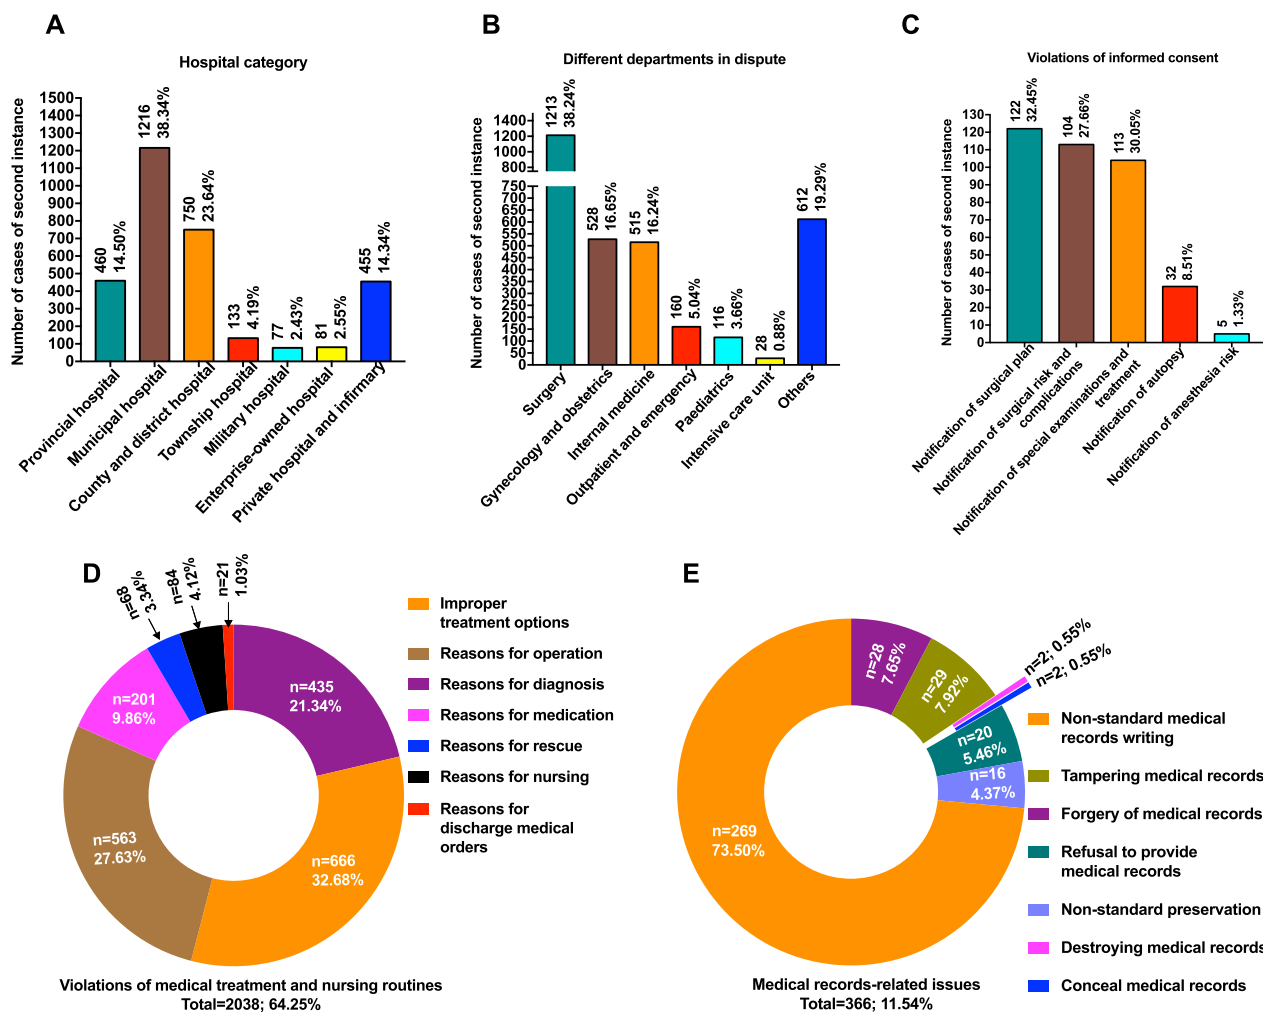 A
Hospital category
Number of cases of second instance
1500
1400
1300
1200
1100
1000
900
800
700
600
500
400
300
200
100
0
460
14.50%
1216
38.34%
750
23.64%
133
4.19%
77
2.43%
81
2.55%
455
14.34%
Provincial hospital
Municipal hospital
County and district hospital
Township hospital
Military hospital
Enterprise-owned hospital
Private hospital and infirmary
B
Different departments in dispute
Number of cases of second instance
1400
1200
1000
800
750
700
650
600
550
500
450
400
350
300
250
200
150
100
50
0
1213
38.24%
528
16.65%
515
16.24%
160
5.04%
116
3.66%
28
0.88%
612
19.29%
Surgery
Gynecology and obstetrics
Internal medicine
Outpatient and emergency
Paediatrics
Intensive care unit
Others
C
Violations of informed consent
Number of cases of second instance
130
120
110
100
90
80
70
60
50
40
30
20
10
0
122
32.45%
104
27.66%
113
30.05%
32
8.51%
5
1.33%
Notification of surgical plan
Notification of surgical risk and
complications
Notification of special examinations and
treatment
Notification of autopsy
Notification of anesthesia risk
D
n=68
3.34%
n=84
4.12%
n=21
1.03%
n=435
21.34%
n=201
9.86%
n=563
27.63%
n=666
32.68%
Improper
treatment options
Reasons for operation
Reasons for diagnosis
Reasons for medication
Reasons for rescue
Reasons for nursing
Reasons for
discharge medical
orders
Violations of medical treatment and nursing routines
Total=2038; 64.25%
E
n=28
7.65%
n=29
7.92%
n=2; 0.55%
n=2; 0.55%
n=20
5.46%
n=16
4.37%
n=269
73.50%
Non-standard medical
records writing
Tampering medical records
Forgery of medical records
Refusal to provide
medical records
Non-standard preservation
Destroying medical records
Conceal medical records
Medical records-related issues
Total=366; 11.54%